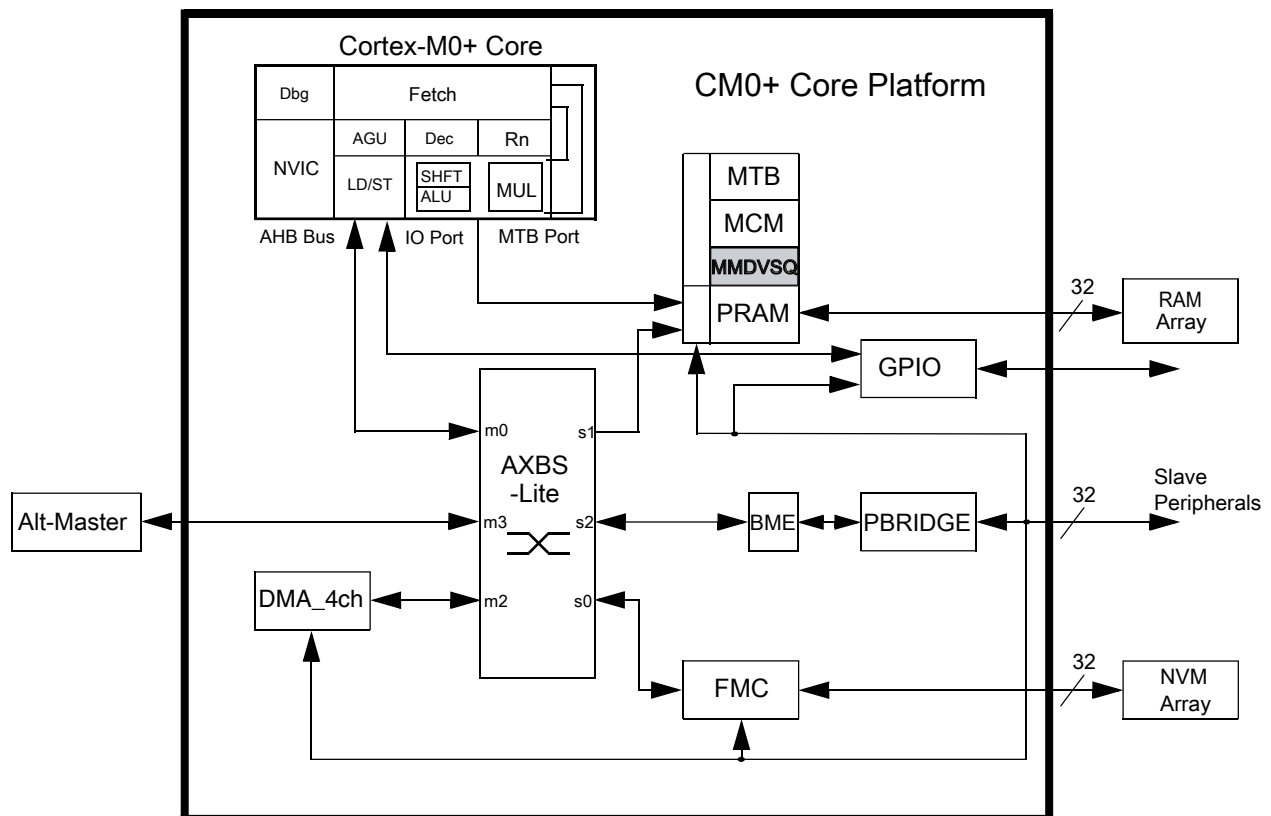 Cortex-M0+ Core
CM0+ Core Platform
Dbg
Fetch
AGU
Dec
Rn
NVIC
LD/ST
SHFT
ALU
MUL
AHB Bus
IO Port
MTB Port
MTB
MCM
MMDVSQ
PRAM
32
RAM
Array
GPIO
m0
s1
AXBS
-Lite
Alt-Master
m3
s2
BME
PBRIDGE
32
Slave
Peripherals
DMA_4ch
m2
s0
FMC
32
NVM
Array